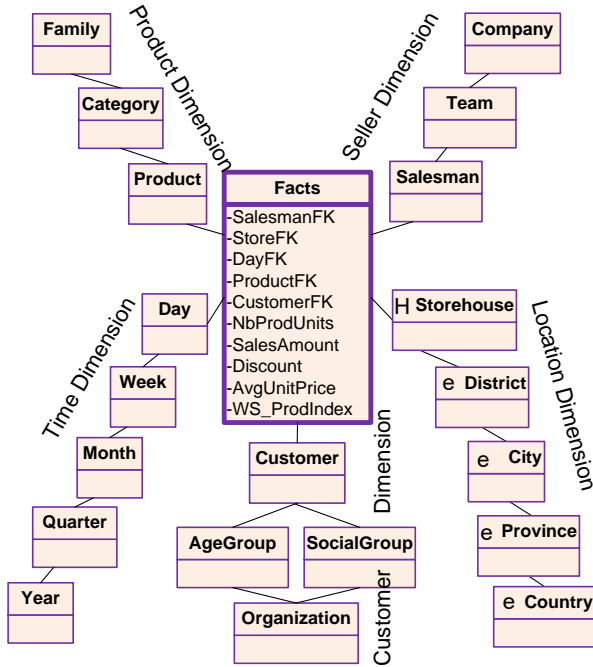 Family
Category
Product
Product Dimension
Company
Team
Salesman
Seller Dimension
Facts
-SalesmanFK
-StoreFK
-DayFK
-ProductFK
-CustomerFK
-NbProdUnits
-SalesAmount
-Discount
-AvgUnitPrice
-WS_ProdIndex
Day
Week
Month
Quarter
Year
Time Dimension
H Storehouse
e District
e City
e Province
e Country
Location Dimension
Customer
AgeGroup
SocialGroup
Organization
Customer Dimension